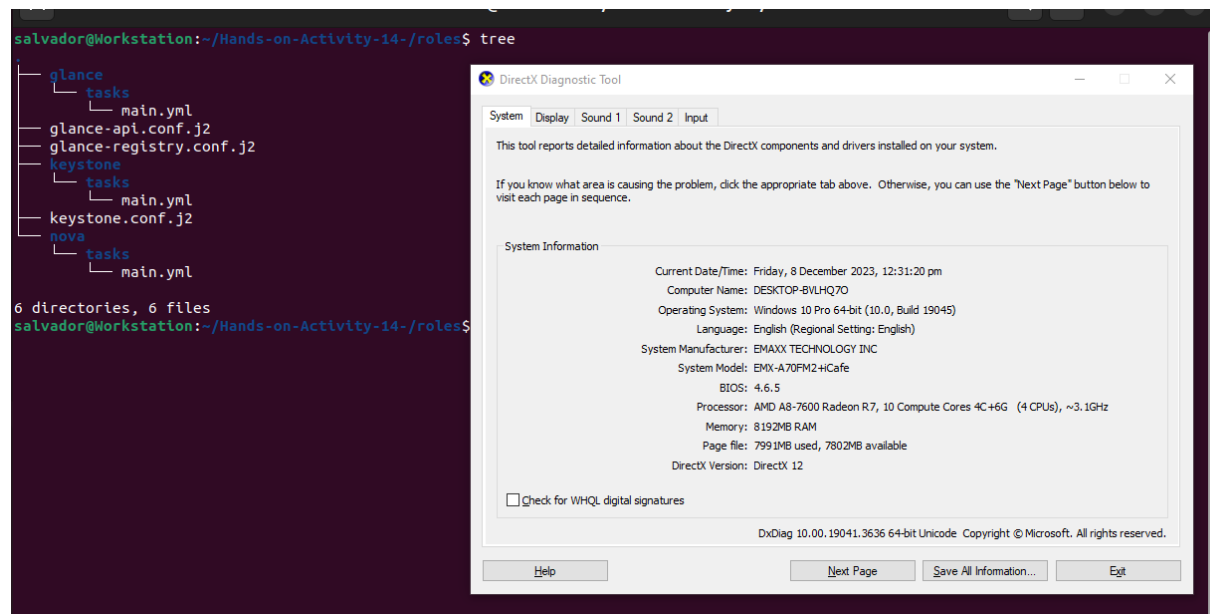 salvador@Workstation:~/Hands-on-Activity-14-/roles$ tree
.
├── glance
│   └── tasks
│       └── main.yml
├── glance-api.conf.j2
├── glance-registry.conf.j2
├── keystone
│   └── tasks
│       └── main.yml
├── keystone.conf.j2
└── nova
    └── tasks
        └── main.yml
6 directories, 6 files
salvador@Workstation:~/Hands-on-Activity-14-/roles$
DirectX Diagnostic Tool
System Display Sound 1 Sound 2 Input
This tool reports detailed information about the DirectX components and drivers installed on your system.
If you know what area is causing the problem, click the appropriate tab above. Otherwise, you can use the "Next Page" button below to
visit each page in sequence.
System Information
Current Date/Time: Friday, 8 December 2023, 12:31:20 pm
Computer Name: DESKTOP-BVLHQ7O
Operating System: Windows 10 Pro 64-bit (10.0, Build 19045)
Language: English (Regional Setting: English)
System Manufacturer: EMAXX TECHNOLOGY INC
System Model: EMX-A70FM2+iCafe
BIOS: 4.6.5
Processor: AMD A8-7600 Radeon R7, 10 Compute Cores 4C+6G (4 CPUs), ~3.1GHz
Memory: 8192MB RAM
Page file: 7991MB used, 7802MB available
DirectX Version: DirectX 12
Check for WHQL digital signatures
DxDiag 10.00.19041.3636 64-bit Unicode Copyright © Microsoft. All rights reserved.
Help Next Page Save All Information... Exit